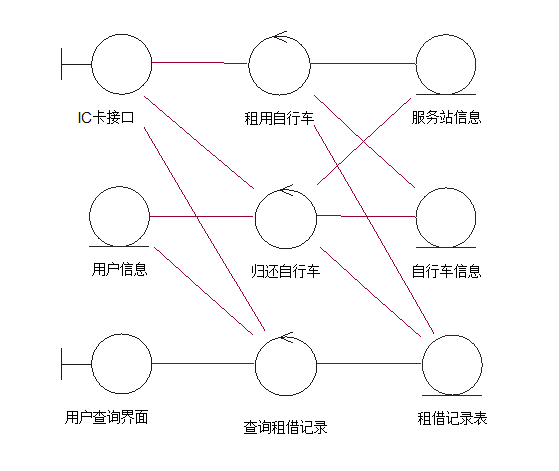 IC卡接口
租用自行车
服务站信息
用户信息
归还自行车
自行车信息
用户查询界面
查询租借记录
租借记录表